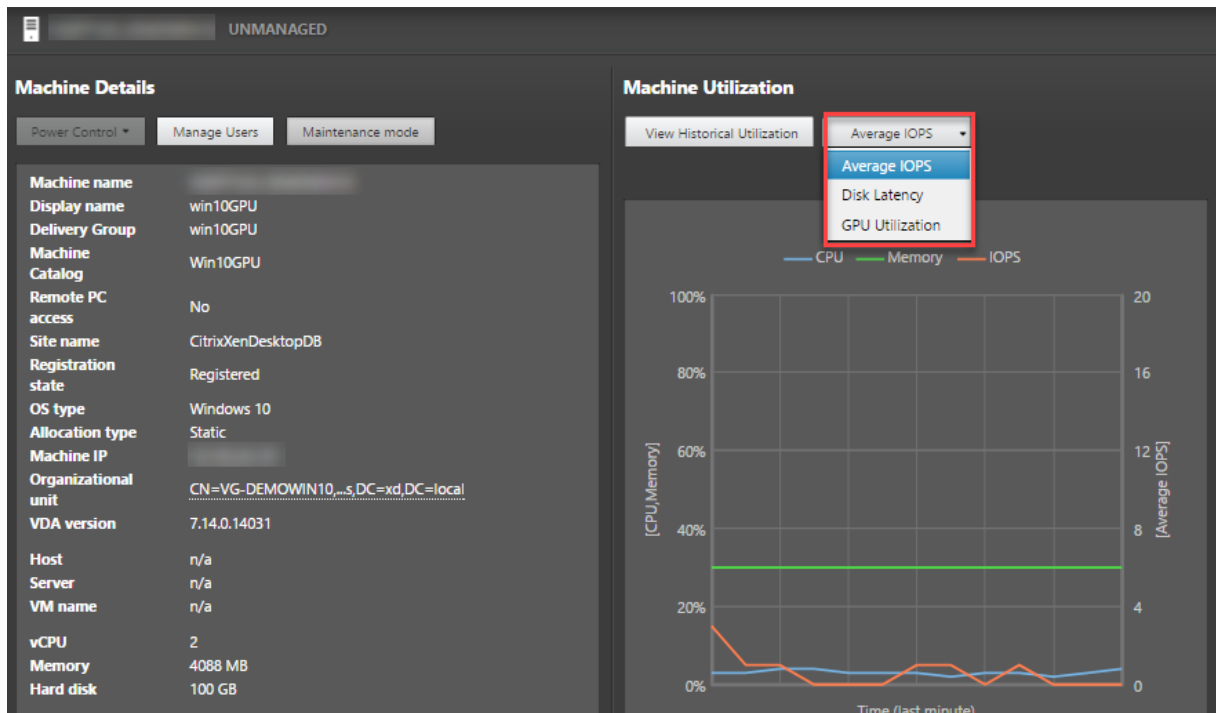 UNMANAGED
Machine Details
Power Control
Manage Users
Maintenance mode
Machine name
Display name win10GPU
Delivery Group win10GPU
Machine
Catalog
Win10GPU
Remote PC
access
No
Site name CitrixXenDesktopDB
Registration
state
Registered
OS type Windows 10
Allocation type Static
Machine IP
Organizational
unit
CN=VG-DEMOWIN10,...s,DC=xd,DC=local
VDA version 7.14.0.14031
Host n/a
Server n/a
VM name n/a
vCPU 2
Memory 4088 MB
Hard disk 100 GB
Machine Utilization
View Historical Utilization
Average IOPS
Average IOPS
Disk Latency
GPU Utilization
CPU Memory IOPS
100% 20
80% 16
60% 12
40% 8
20% 4
0% 0
[CPU,Memory]
[Average IOPS]
Time (last minute)